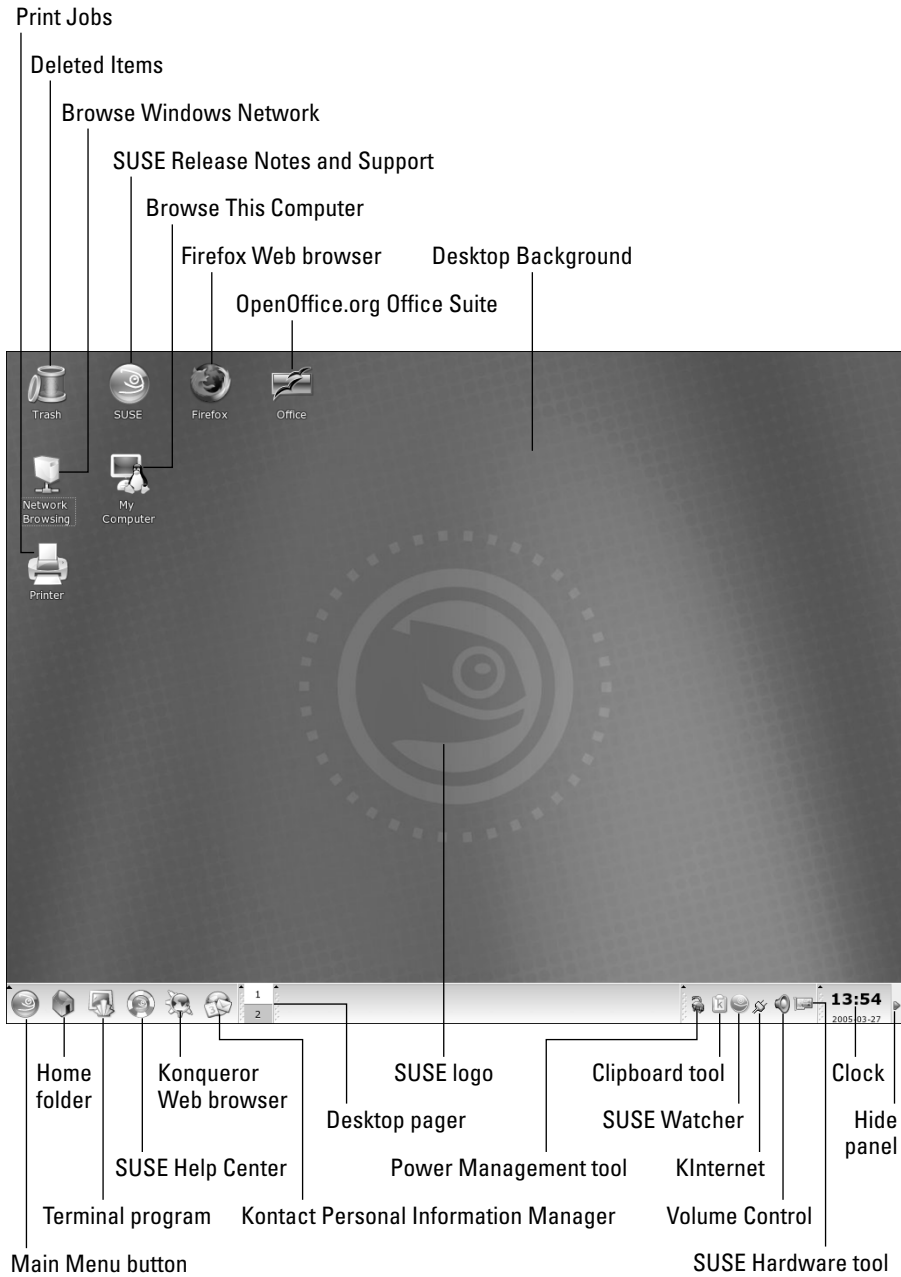 Print Jobs
Deleted Items
Browse Windows Network
SUSE Release Notes and Support
Browse This Computer
Firefox Web browser
Desktop Background
OpenOffice.org Office Suite
Trash
SUSE
Firefox
Office
Network
Browsing
My
Computer
Printer
1
2
13:54
2005-03-27
Home
folder
Konqueror
Web browser
SUSE logo
Clipboard tool
Clock
Desktop pager
SUSE Watcher
Hide
panel
SUSE Help Center
Power Management tool
KInternet
Terminal program
Kontact Personal Information Manager
Volume Control
Main Menu button
SUSE Hardware tool